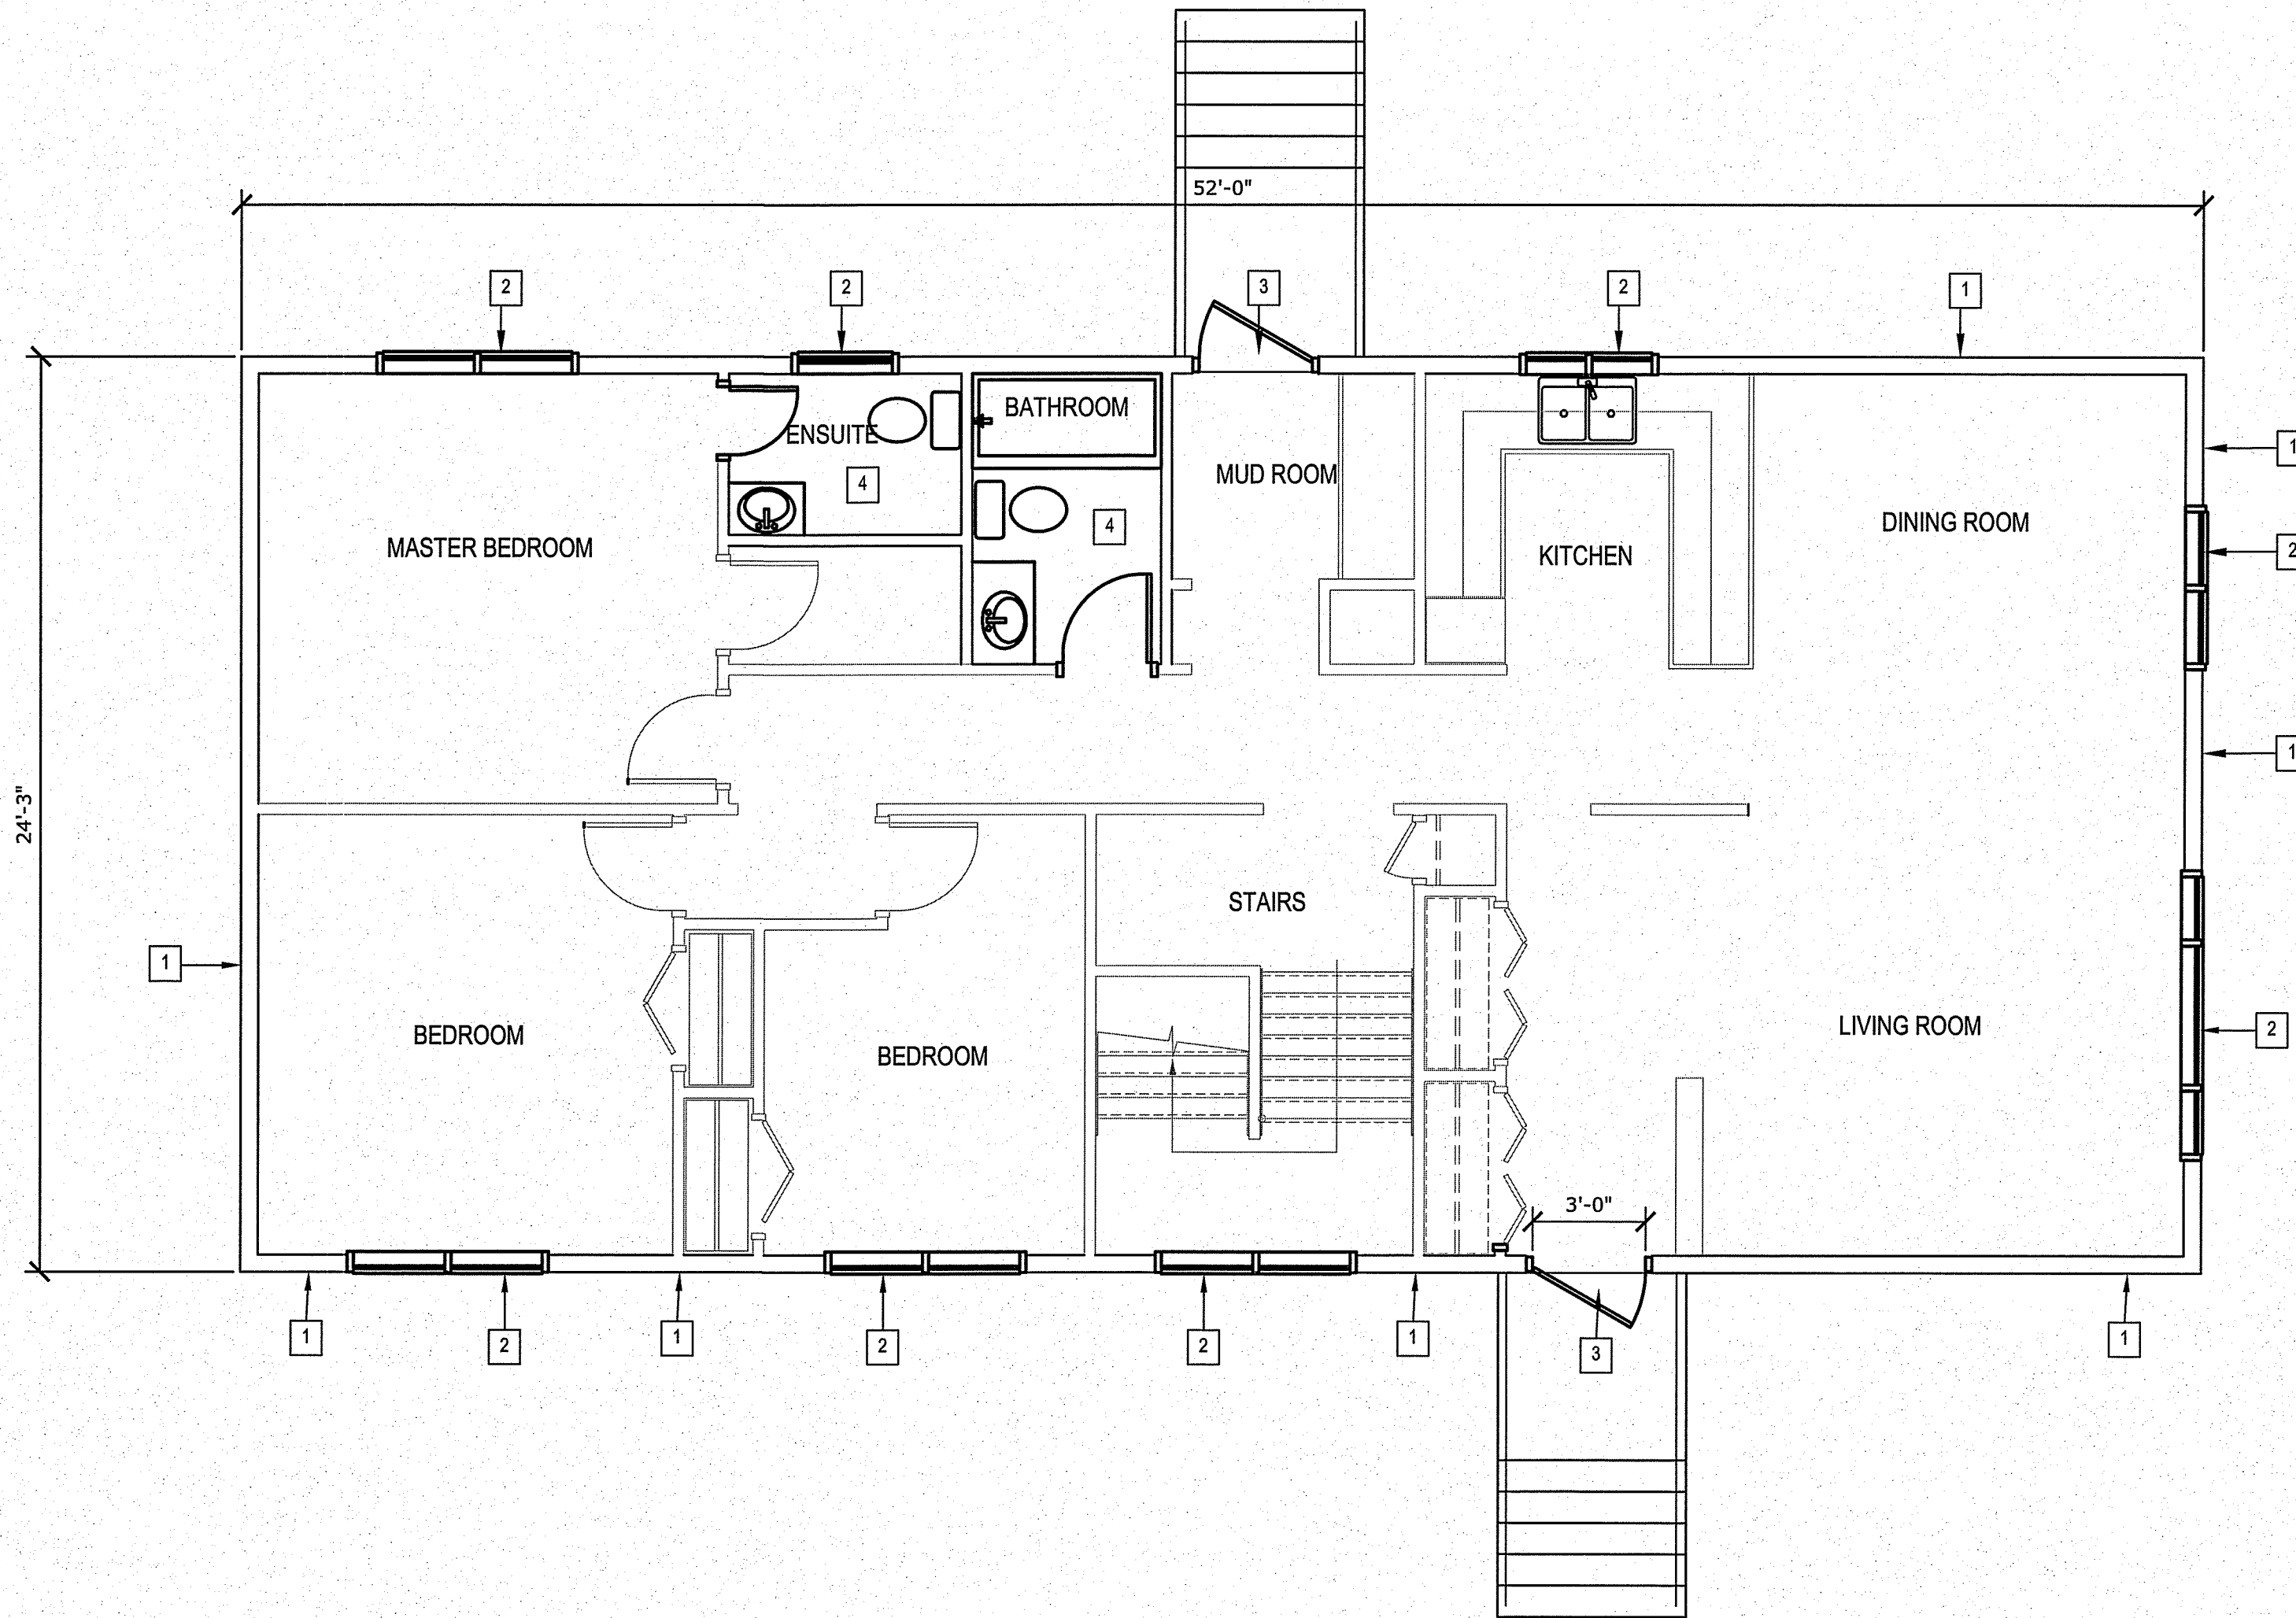 52'-0"
2
2
3
2
1
BATHROOM
ENSUITE
1
MUD ROOM
4
4
DINING ROOM
MASTER BEDROOM
KITCHEN
2
1
24'-3"
STAIRS
1
BEDROOM
BEDROOM
LIVING ROOM
2
3'-0"
1
2
1
2
2
1
3
1